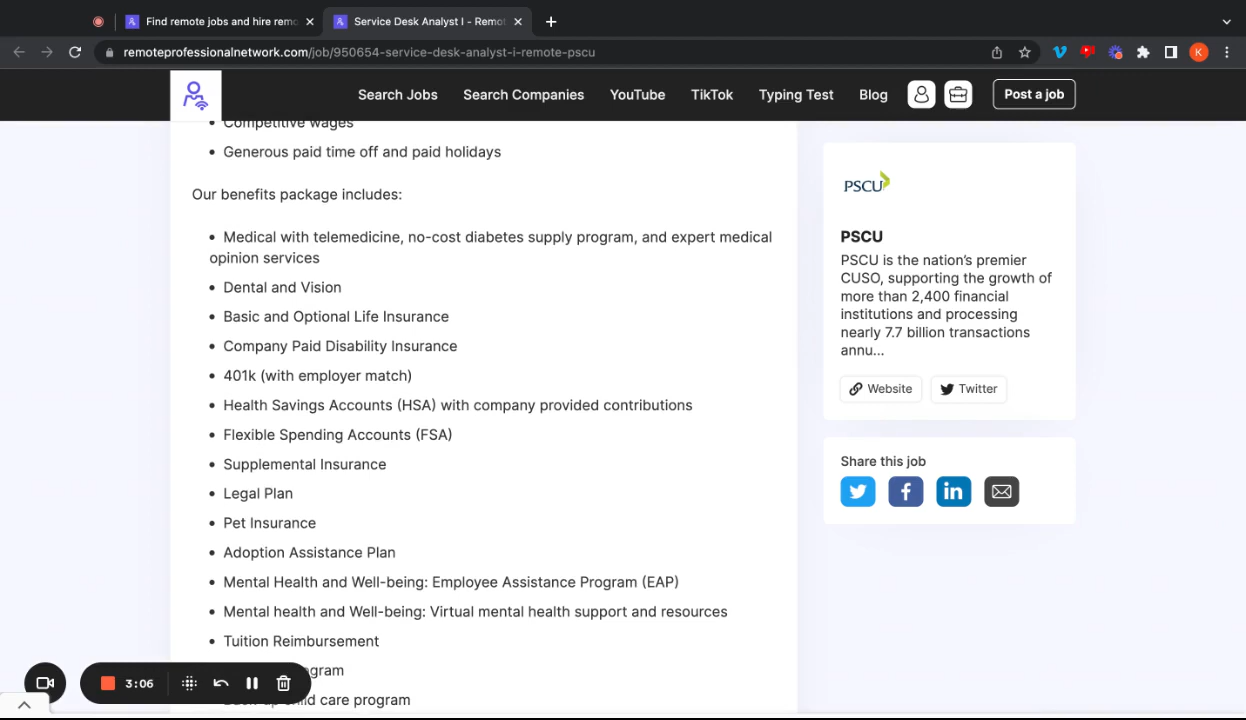 Find remote jobs and hire remo
Service Desk Analyst I - Remot
remoteprofessionalnetwork.com/job/950654-service-desk-analyst-i-remote-pscu
K
Search Jobs
Search Companies
YouTube
TikTok
Typing Test
Blog
Post a job
• Competitive wages
• Generous paid time off and paid holidays
Our benefits package includes:
• Medical with telemedicine, no-cost diabetes supply program, and expert medical
opinion services
• Dental and Vision
• Basic and Optional Life Insurance
• Company Paid Disability Insurance
• 401k (with employer match)
• Health Savings Accounts (HSA) with company provided contributions
• Flexible Spending Accounts (FSA)
• Supplemental Insurance
• Legal Plan
• Pet Insurance
• Adoption Assistance Plan
• Mental Health and Well-being: Employee Assistance Program (EAP)
• Mental health and Well-being: Virtual mental health support and resources
• Tuition Reimbursement
gram
child care program
3:06
PSCU
PSCU
PSCU is the nation's premier
CUSO, supporting the growth of
more than 2,400 financial
institutions and processing
nearly 7.7 billion transactions
annu...
Website
Twitter
Share this job